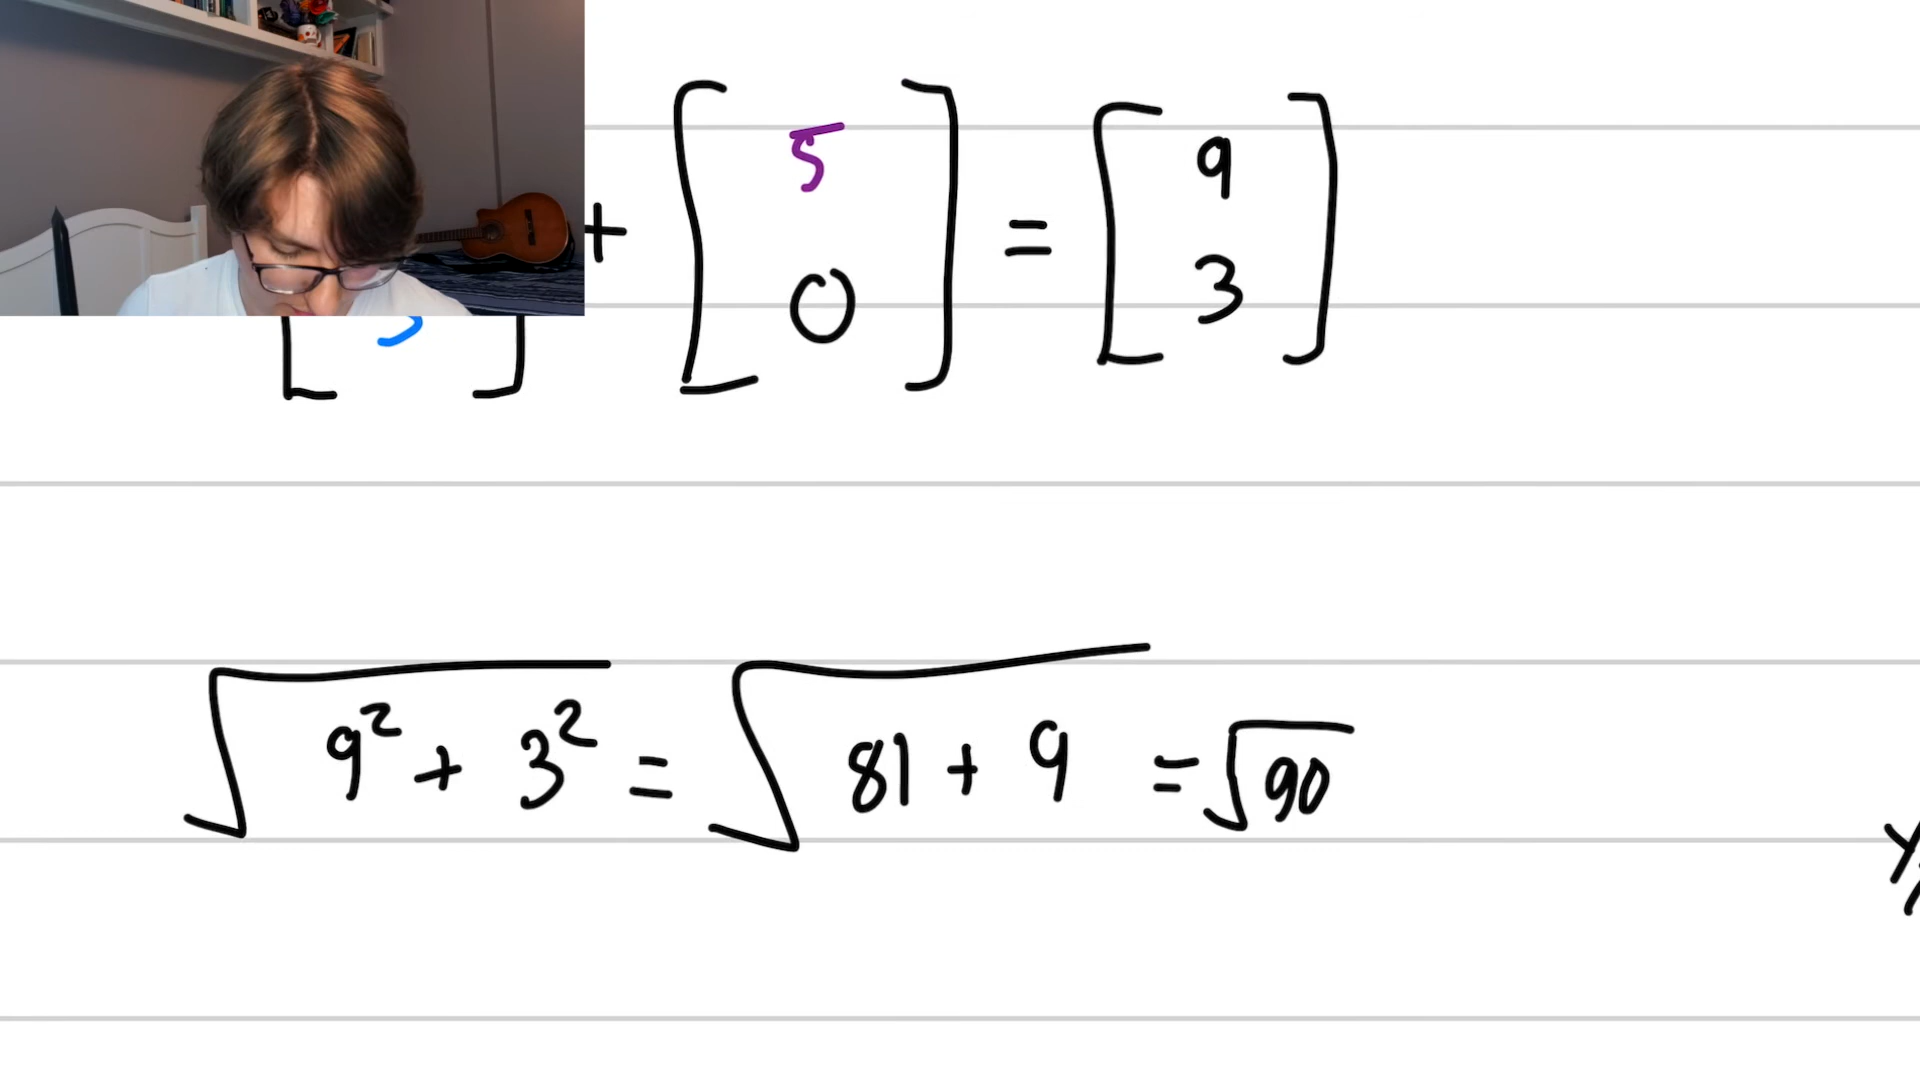 + [5 0] = [9 3]
√(9² + 3²) = √(81 + 9) = √90